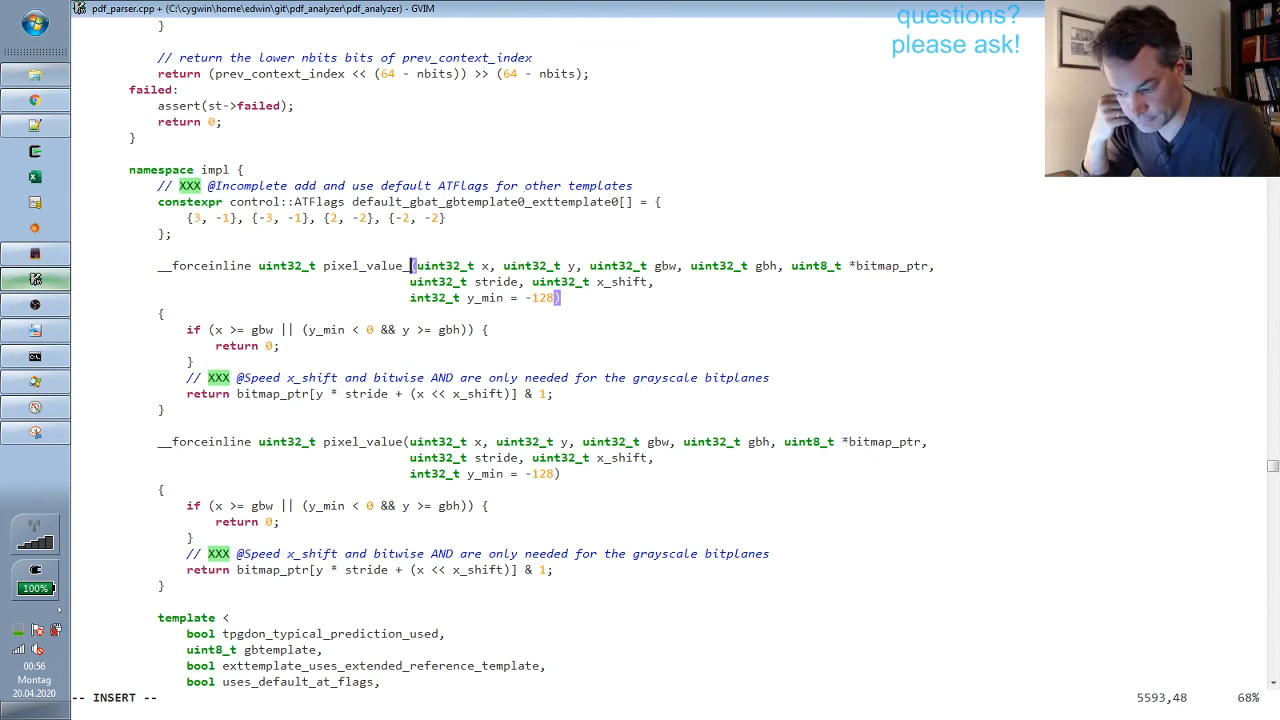 pdf_parser.cpp + (C:\cygwin\home\edwin\git\pdf_analyzer\pdf_analyzer) - GVIM
questions?
please ask!
}
// return the lower nbits bits of prev_context_index
return (prev_context_index << (64 - nbits)) >> (64 - nbits);
failed:
assert(st->failed);
return 0;
}
namespace impl {
// XXX @Incomplete add and use default ATFlags for other templates
constexpr control::ATFlags default_gbat_gbtemplate0_exttemplate0[] = {
{3, -1}, {-3, -1}, {2, -2}, {-2, -2}
};
__forceinline uint32_t pixel_value_(uint32_t x, uint32_t y, uint32_t gbw, uint32_t gbh, uint8_t *bitmap_ptr,
uint32_t stride, uint32_t x_shift,
int32_t y_min = -128)
{
if (x >= gbw || (y_min < 0 && y >= gbh)) {
return 0;
}
// XXX @Speed x_shift and bitwise AND are only needed for the grayscale bitplanes
return bitmap_ptr[y * stride + (x << x_shift)] & 1;
}
__forceinline uint32_t pixel_value(uint32_t x, uint32_t y, uint32_t gbw, uint32_t gbh, uint8_t *bitmap_ptr,
uint32_t stride, uint32_t x_shift,
int32_t y_min = -128)
{
if (x >= gbw || (y_min < 0 && y >= gbh)) {
return 0;
}
// XXX @Speed x_shift and bitwise AND are only needed for the grayscale bitplanes
return bitmap_ptr[y * stride + (x << x_shift)] & 1;
}
template <
bool tpgdon_typical_prediction_used,
uint8_t gbtemplate,
bool exttemplate_uses_extended_reference_template,
bool uses_default_at_flags,
-- INSERT -- 5593,48 68%
100%
00:56
Montag
20.04.2020